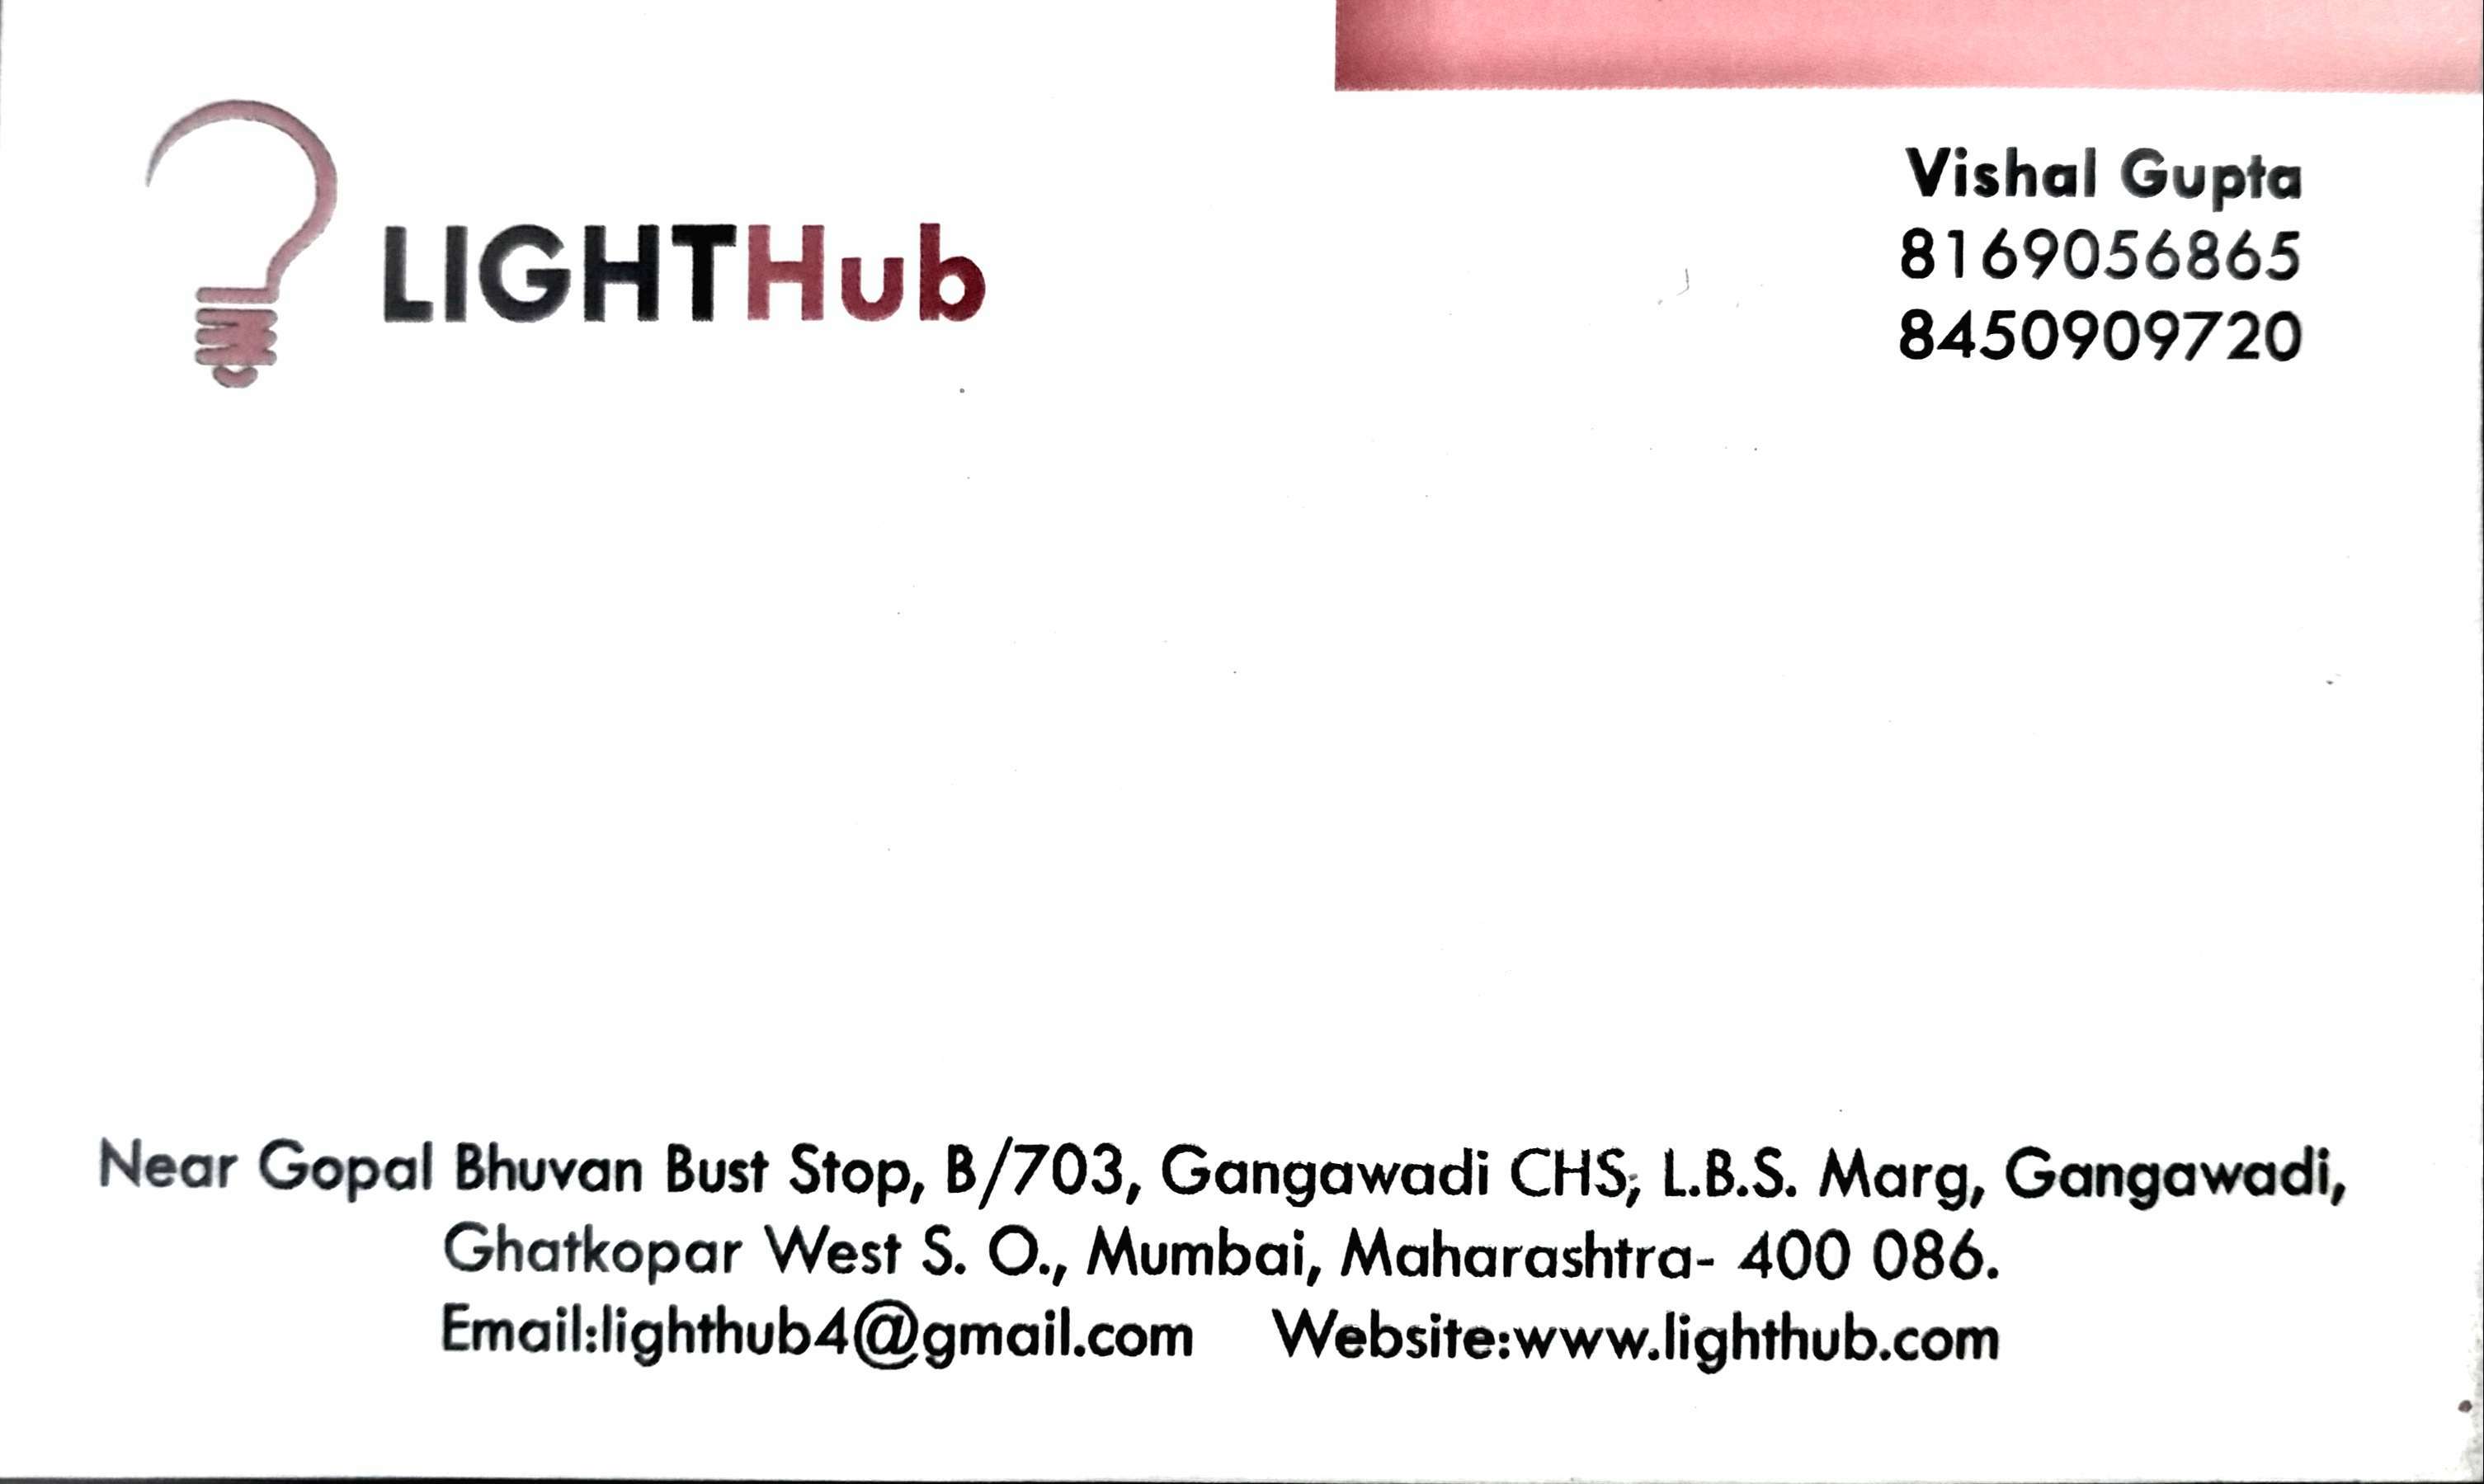 LIGHTHub
Vishal Gupta
8169056865
8450909720
Near Gopal Bhuvan Bust Stop, B/703, Gangawadi CHS, L.B.S. Marg, Gangawadi,
Ghatkopar West S. O., Mumbai, Maharashtra- 400 086.
Email:lighthub4@gmail.com Website:www.lighthub.com